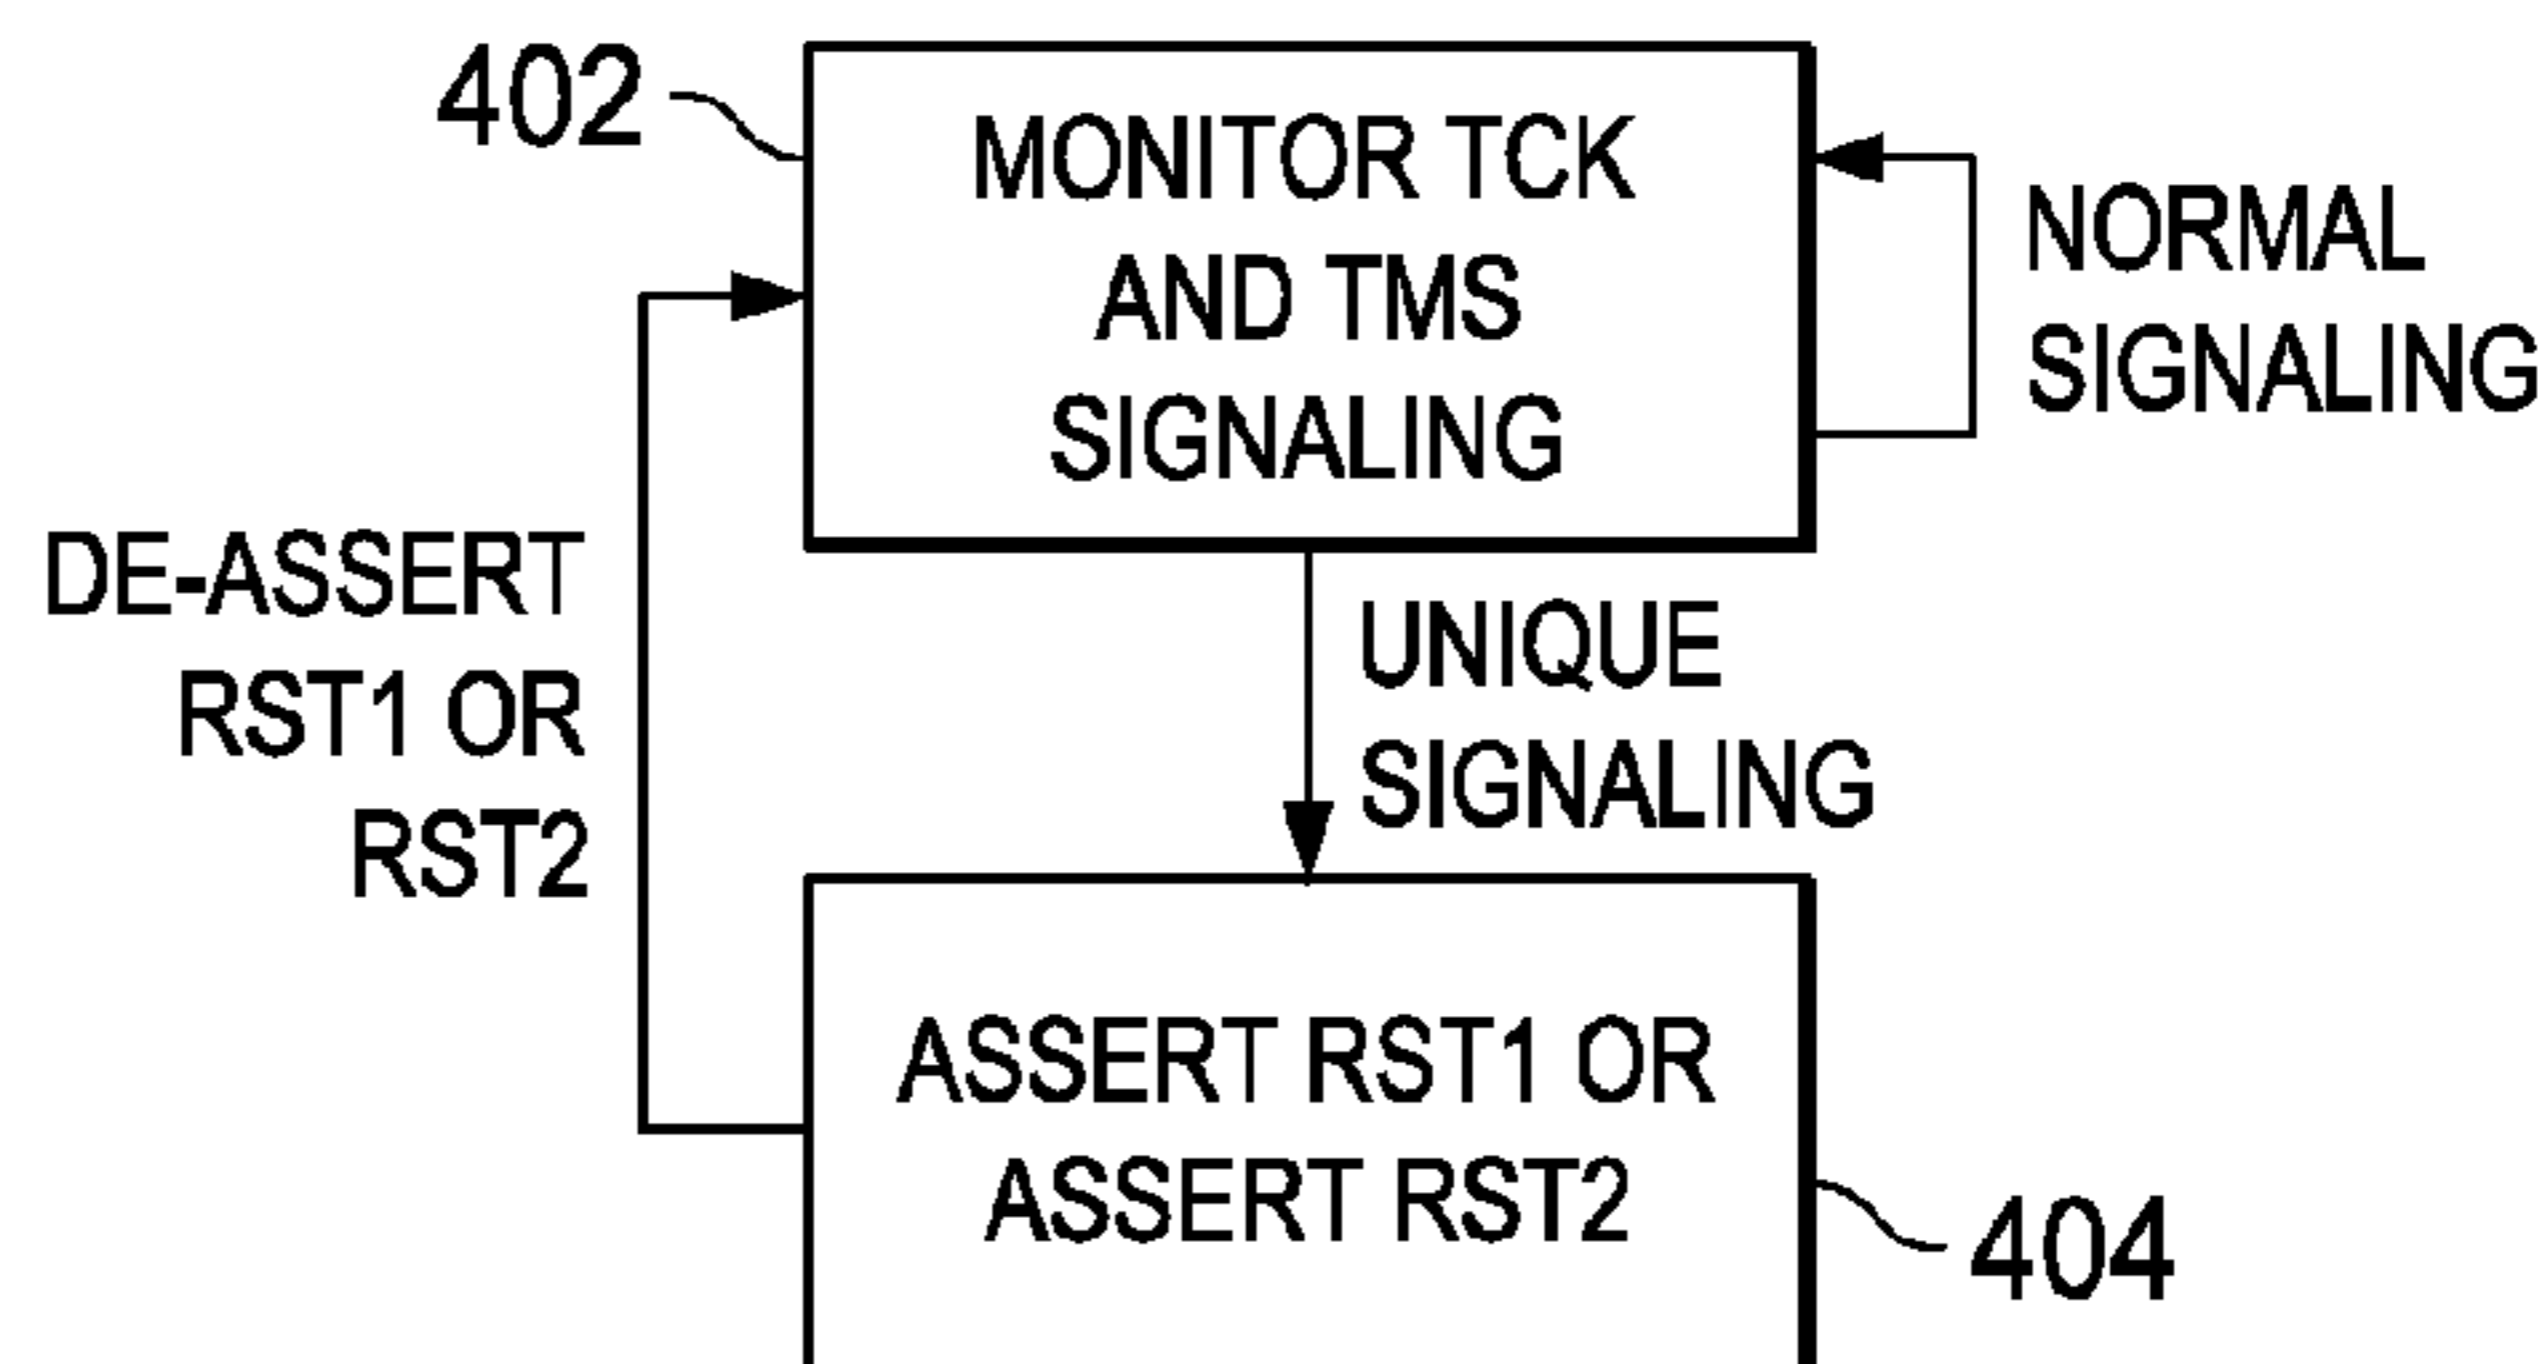 402
MONITOR TCK
AND TMS
SIGNALING
NORMAL
SIGNALING
DE-ASSERT
RST1 OR
RST2
UNIQUE
SIGNALING
ASSERT RST1 OR
ASSERT RST2
404